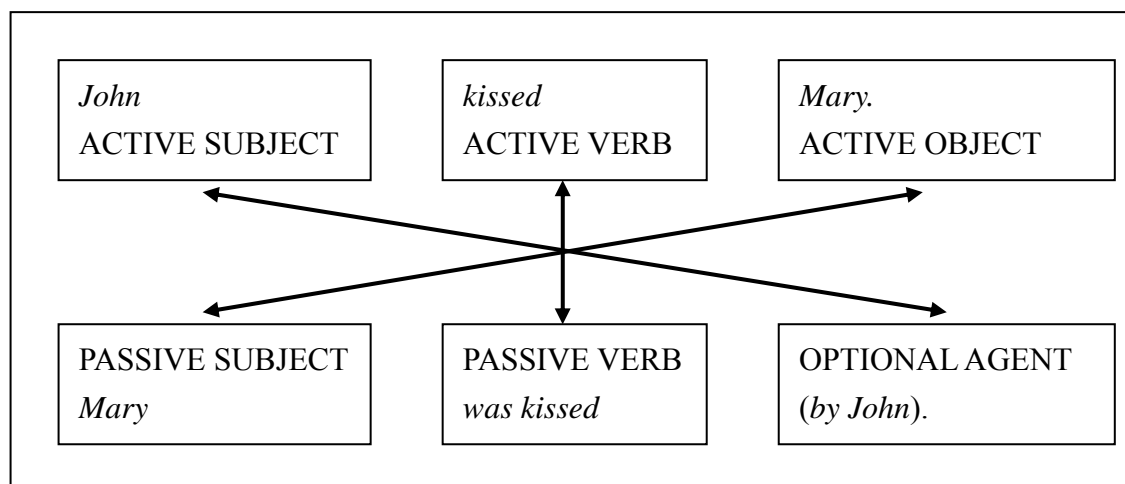 John
ACTIVE SUBJECT
kissed
ACTIVE VERB
Mary.
ACTIVE OBJECT
PASSIVE SUBJECT
Mary
PASSIVE VERB
was kissed
OPTIONAL AGENT
(by John).